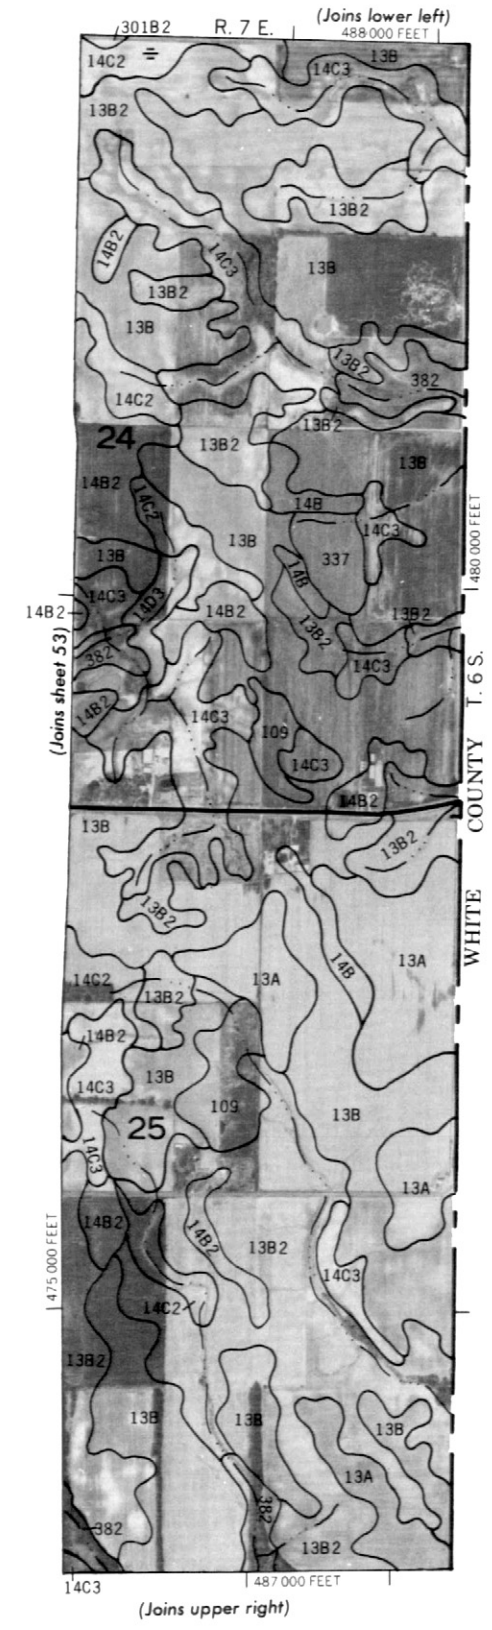 (Joins lower left)
301B2 R. 7 E. 488 000 FEET
14C2 13B
14C3
13B2
13B2
14B2 14C3
13B
13B2
13B
13B2
382
14C2
13B2
24 13B2
13B
14B2
14C2 14B
14C3
480 000 FEET
13B 13B
337
14B
14C3 14D3
14B2 14B2 13B2
13B2
382 14C3
T. 6 S.
(Joins sheet 53)
14B2 14C3
109
14C3
14B2
WHITE COUNTY
13B
13B2
13B2
14B 13A
14C2 13A
13B2
14B2
14C3 13B
109 13B
25
14C3
13A
14B2
14B2 13B2
475 000 FEET
14C3
14C2
13B2
13B 13B 13B
13A
382
382
13B2
14C3 487 000 FEET
(Joins upper right)